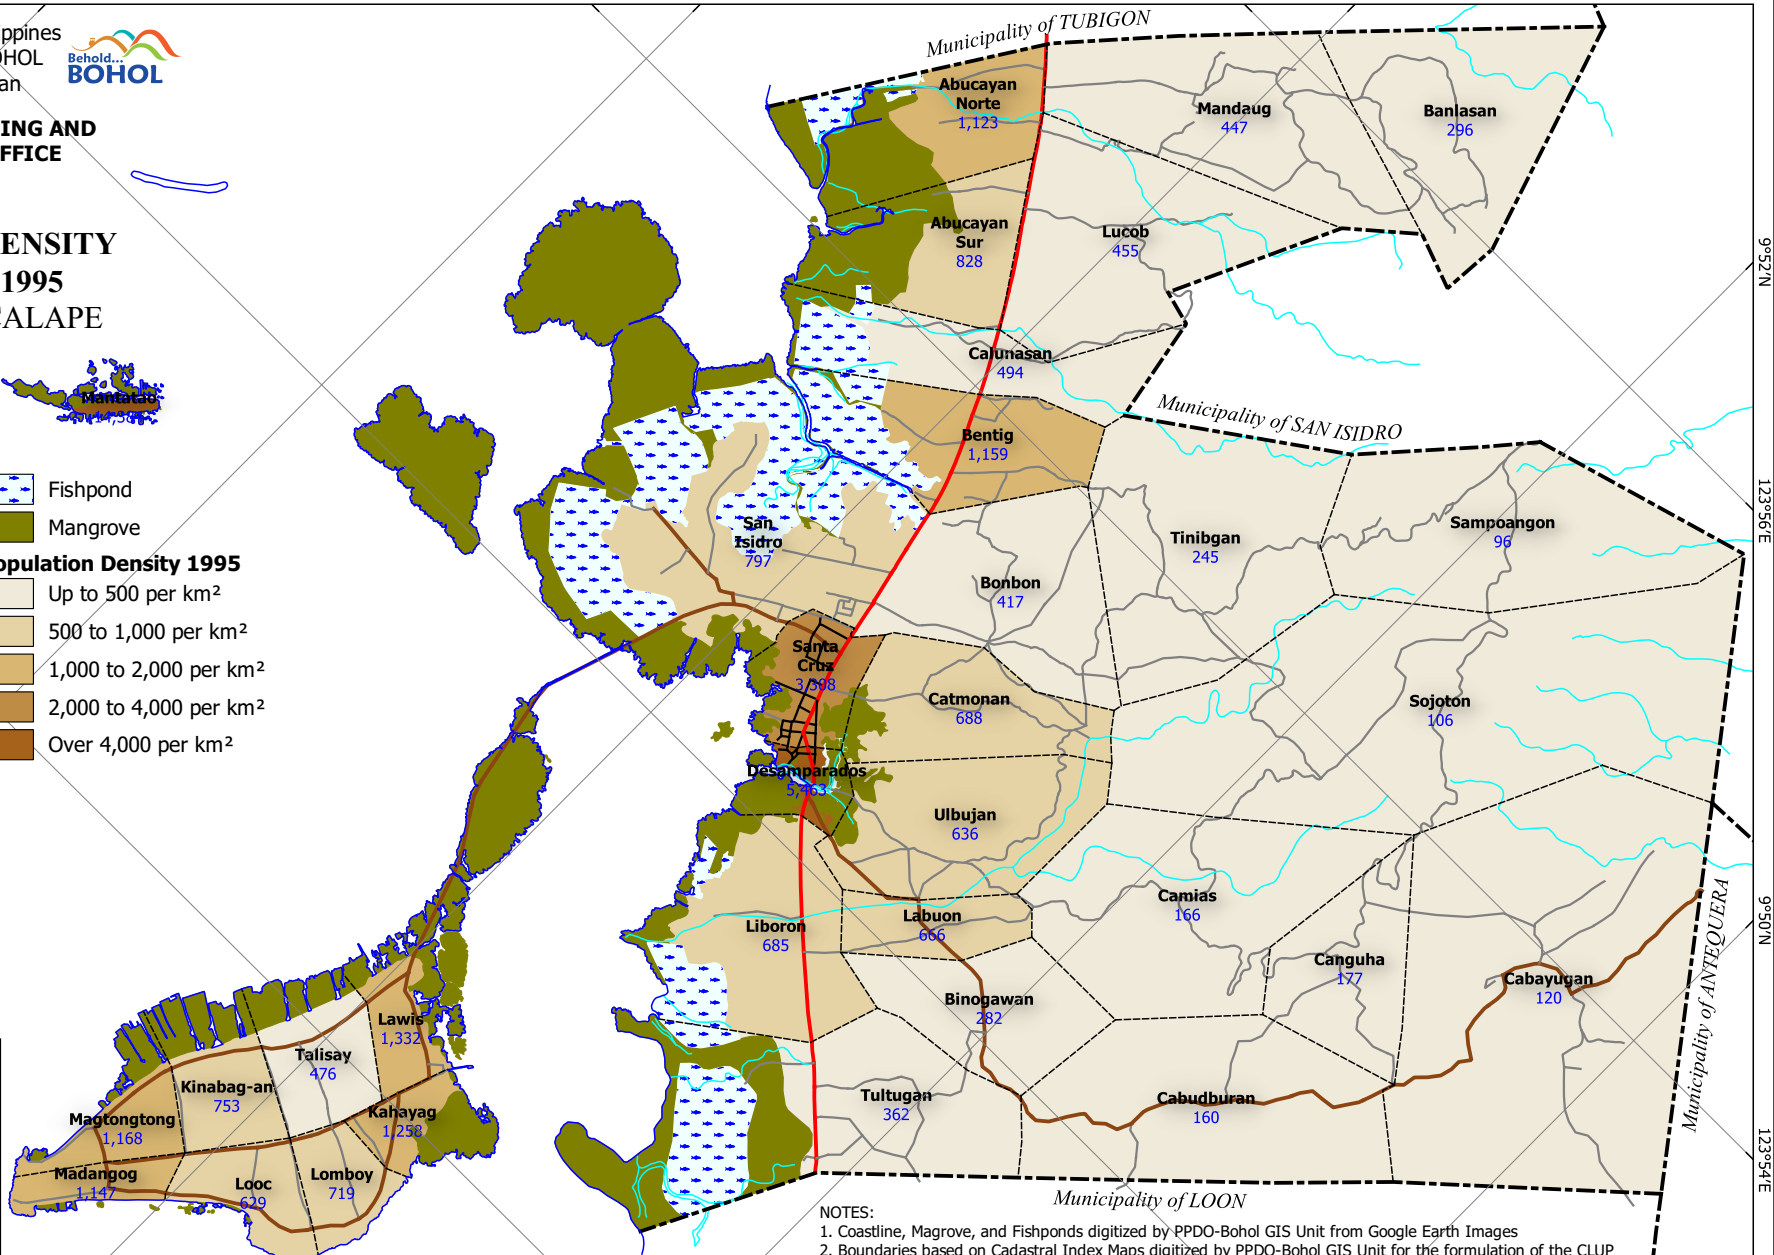 ippines
OHOL
an
Behold...
BOHOL
ING AND
FFICE
ENSITY
1995
CALAPE
Mantatao
Fishpond
Mangrove
opulation Density 1995
Up to 500 per km²
500 to 1,000 per km²
1,000 to 2,000 per km²
2,000 to 4,000 per km²
Over 4,000 per km²
Municipality of TUBIGON
Abucayan
Norte
1,123
Mandaug
447
Banlasan
296
Abucayan
Sur
828
Lucob
455
Calunasan
494
Municipality of SAN ISIDRO
Bentig
1,159
San
Isidro
797
Bonbon
417
Tinibgan
245
Sampoangon
96
Santa
Cruz
3,398
Catmonan
688
Sojoton
106
Desamparados
5,463
Ulbujan
636
Liboron
685
Labuon
666
Camias
166
Canguha
177
Cabayugan
120
Binogawan
282
Tultugan
362
Cabudburan
160
Lawis
1,332
Talisay
476
Kinabag-an
753
Kahayag
1,258
Magtongtong
1,168
Madangog
1,147
Looc
629
Lomboy
719
Municipality of LOON
Municipality of ANTEQUERA
9°52'N
123°56'E
9°50'N
123°54'E
NOTES:
1. Coastline, Magrove, and Fishponds digitized by PPDO-Bohol GIS Unit from Google Earth Images
2. Boundaries based on Cadastral Index Maps digitized by PPDO-Bohol GIS Unit for the formulation of the CLUP